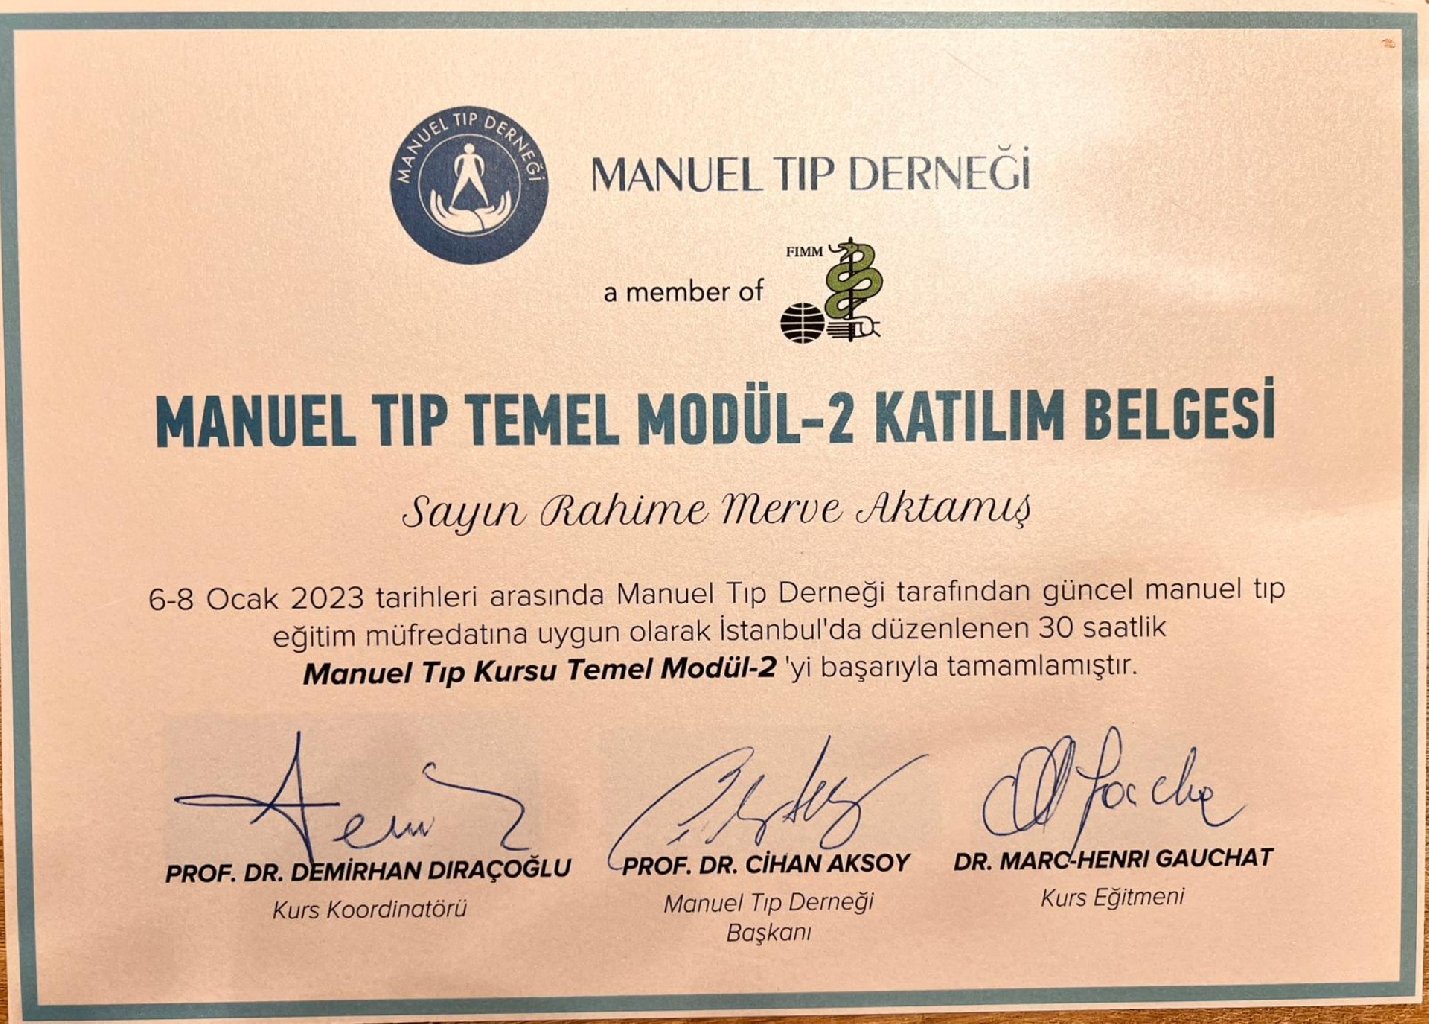 MANUEL TIP DERNEĞİ
MANUEL TIP DERNEĞİ
FIMM
a member of
MANUEL TIP TEMEL MODÜL-2 KATILIM BELGESİ
Sayın Rahime Merve Aktamış
6-8 Ocak 2023 tarihleri arasında Manuel Tıp Derneği tarafından güncel manuel tıp
eğitim müfredatına uygun olarak İstanbul'da düzenlenen 30 saatlik
Manuel Tıp Kursu Temel Modül-2 'yi başarıyla tamamlamıştır.
PROF. DR. DEMİRHAN DIRAÇOĞLU PROF. DR. CİHAN AKSOY DR. MARC-HENRI GAUCHAT
Kurs Koordinatörü Manuel Tıp Derneği Kurs Eğitmeni
Başkanı